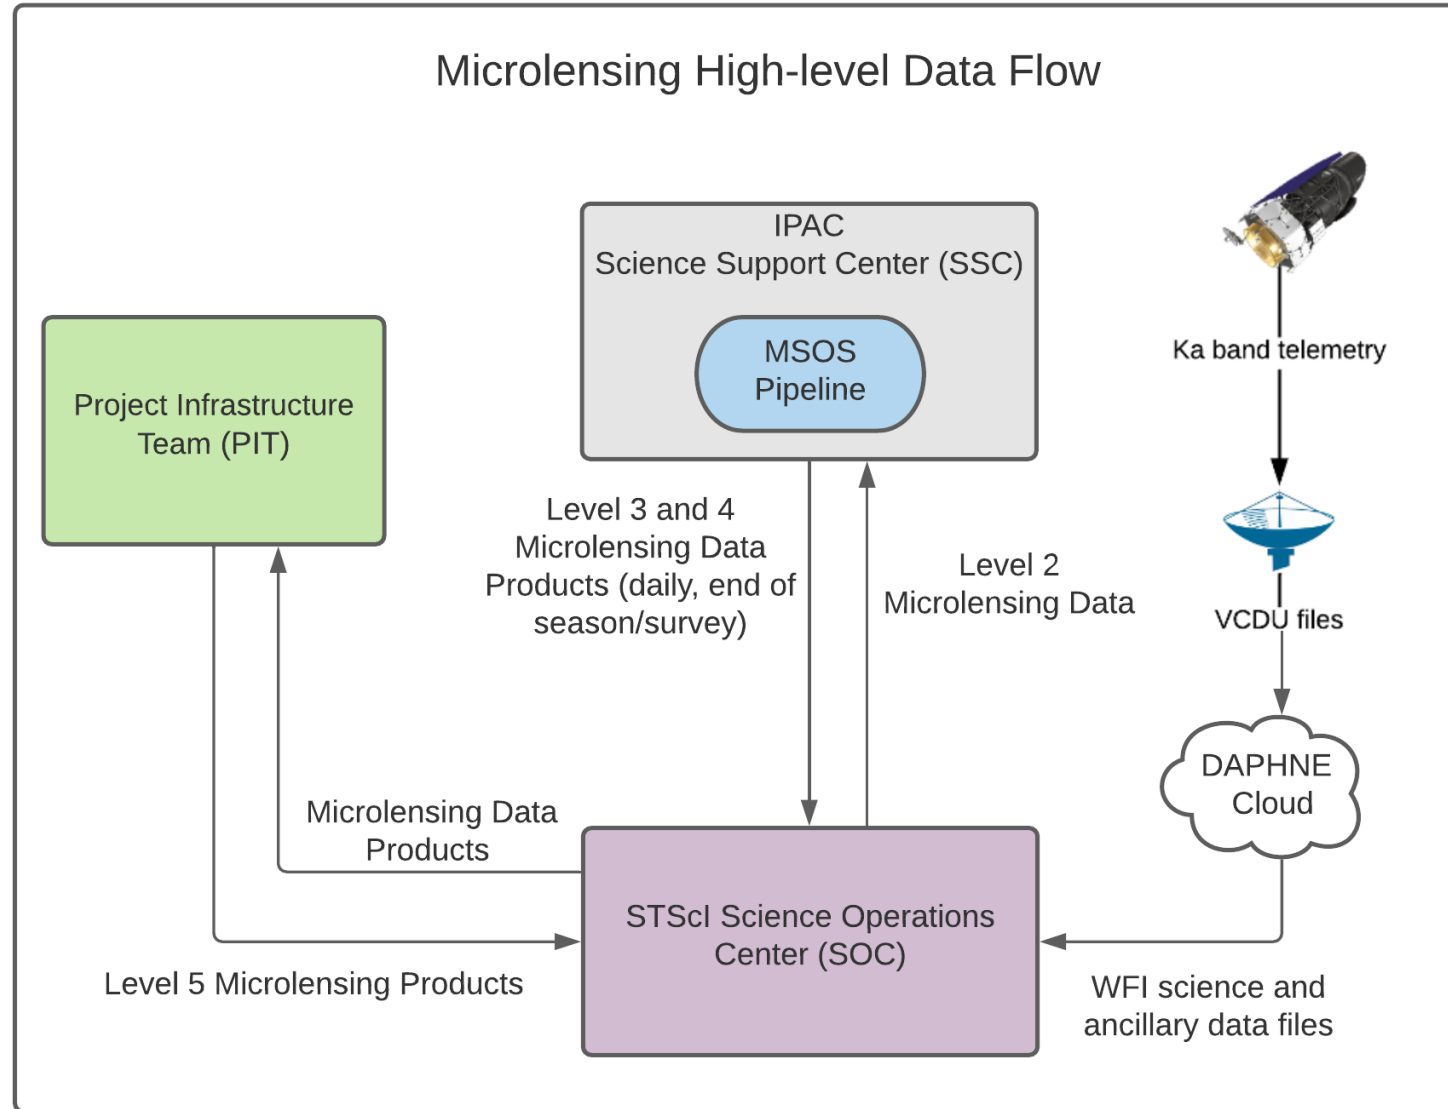 Microlensing High-level Data Flow
IPAC
Science Support Center (SSC)
MSOS
Pipeline
Project Infrastructure
Team (PIT)
Ka band telemetry
Level 3 and 4
Microlensing Data
Products (daily, end of
season/survey)
Level 2
Microlensing Data
VCDU files
DAPHNE
Cloud
Microlensing Data
Products
STScI Science Operations
Center (SOC)
Level 5 Microlensing Products
WFI science and
ancillary data files